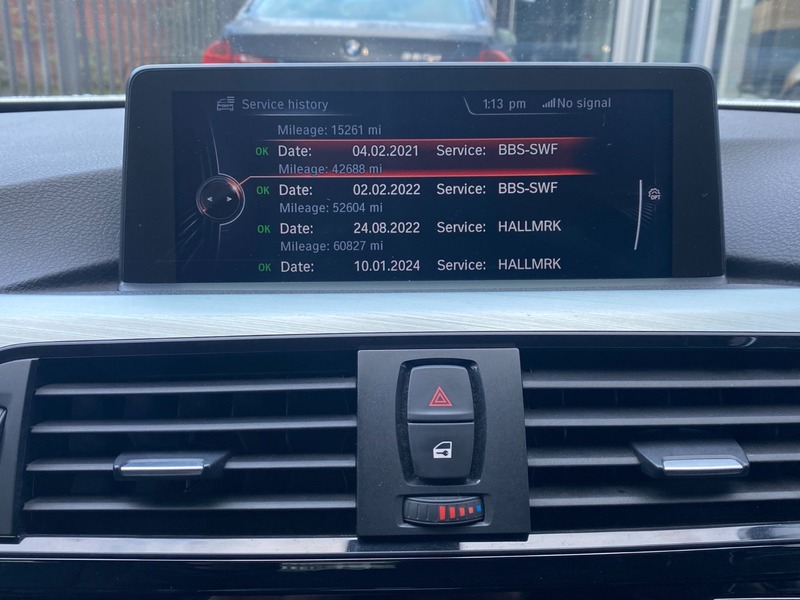 Service history 1:13 pm No signal
Mileage: 15261 mi
OK Date: 04.02.2021 Service: BBS-SWF
Mileage: 42688 mi
OK Date: 02.02.2022 Service: BBS-SWF
Mileage: 52604 mi
OK Date: 24.08.2022 Service: HALLMRK
Mileage: 60827 mi
OK Date: 10.01.2024 Service: HALLMRK
OPT